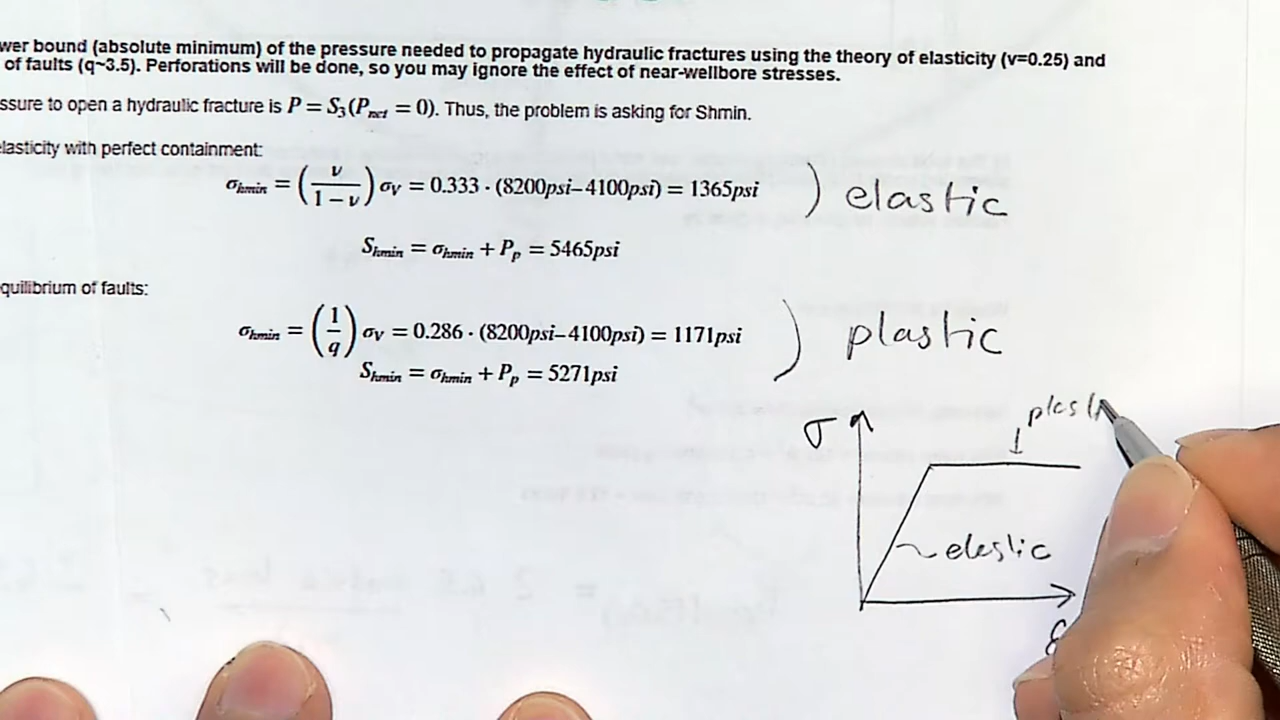 wer bound (absolute minimum) of the pressure needed to propagate hydraulic fractures using the theory of elasticity (v=0.25) and
of faults (q~3.5). Perforations will be done, so you may ignore the effect of near-wellbore stresses.
ssure to open a hydraulic fracture is P = S₃(Pₙₑₜ = 0). Thus, the problem is asking for Shmin.
lasticity with perfect containment:
σₕₘᵢₙ = (ν/(1−ν)) σᵥ = 0.333 · (8200psi–4100psi) = 1365psi ) elastic
Sₕₘᵢₙ = σₕₘᵢₙ + Pₚ = 5465psi
quilibrium of faults:
σₕₘᵢₙ = (1/q) σᵥ = 0.286 · (8200psi–4100psi) = 1171psi ) plastic
Sₕₘᵢₙ = σₕₘᵢₙ + Pₚ = 5271psi
σ
elastic
ε